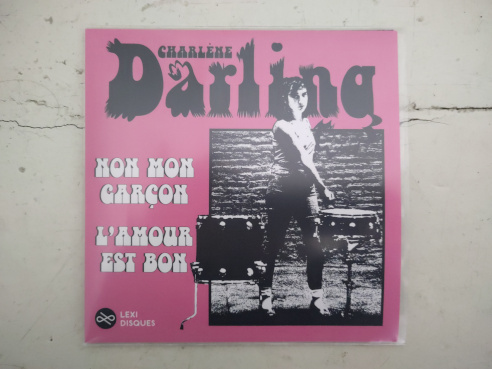 CHARLÈNE
Darling
NON MON
GARÇON
L'AMOUR
EST BON
LEXI
DISQUES